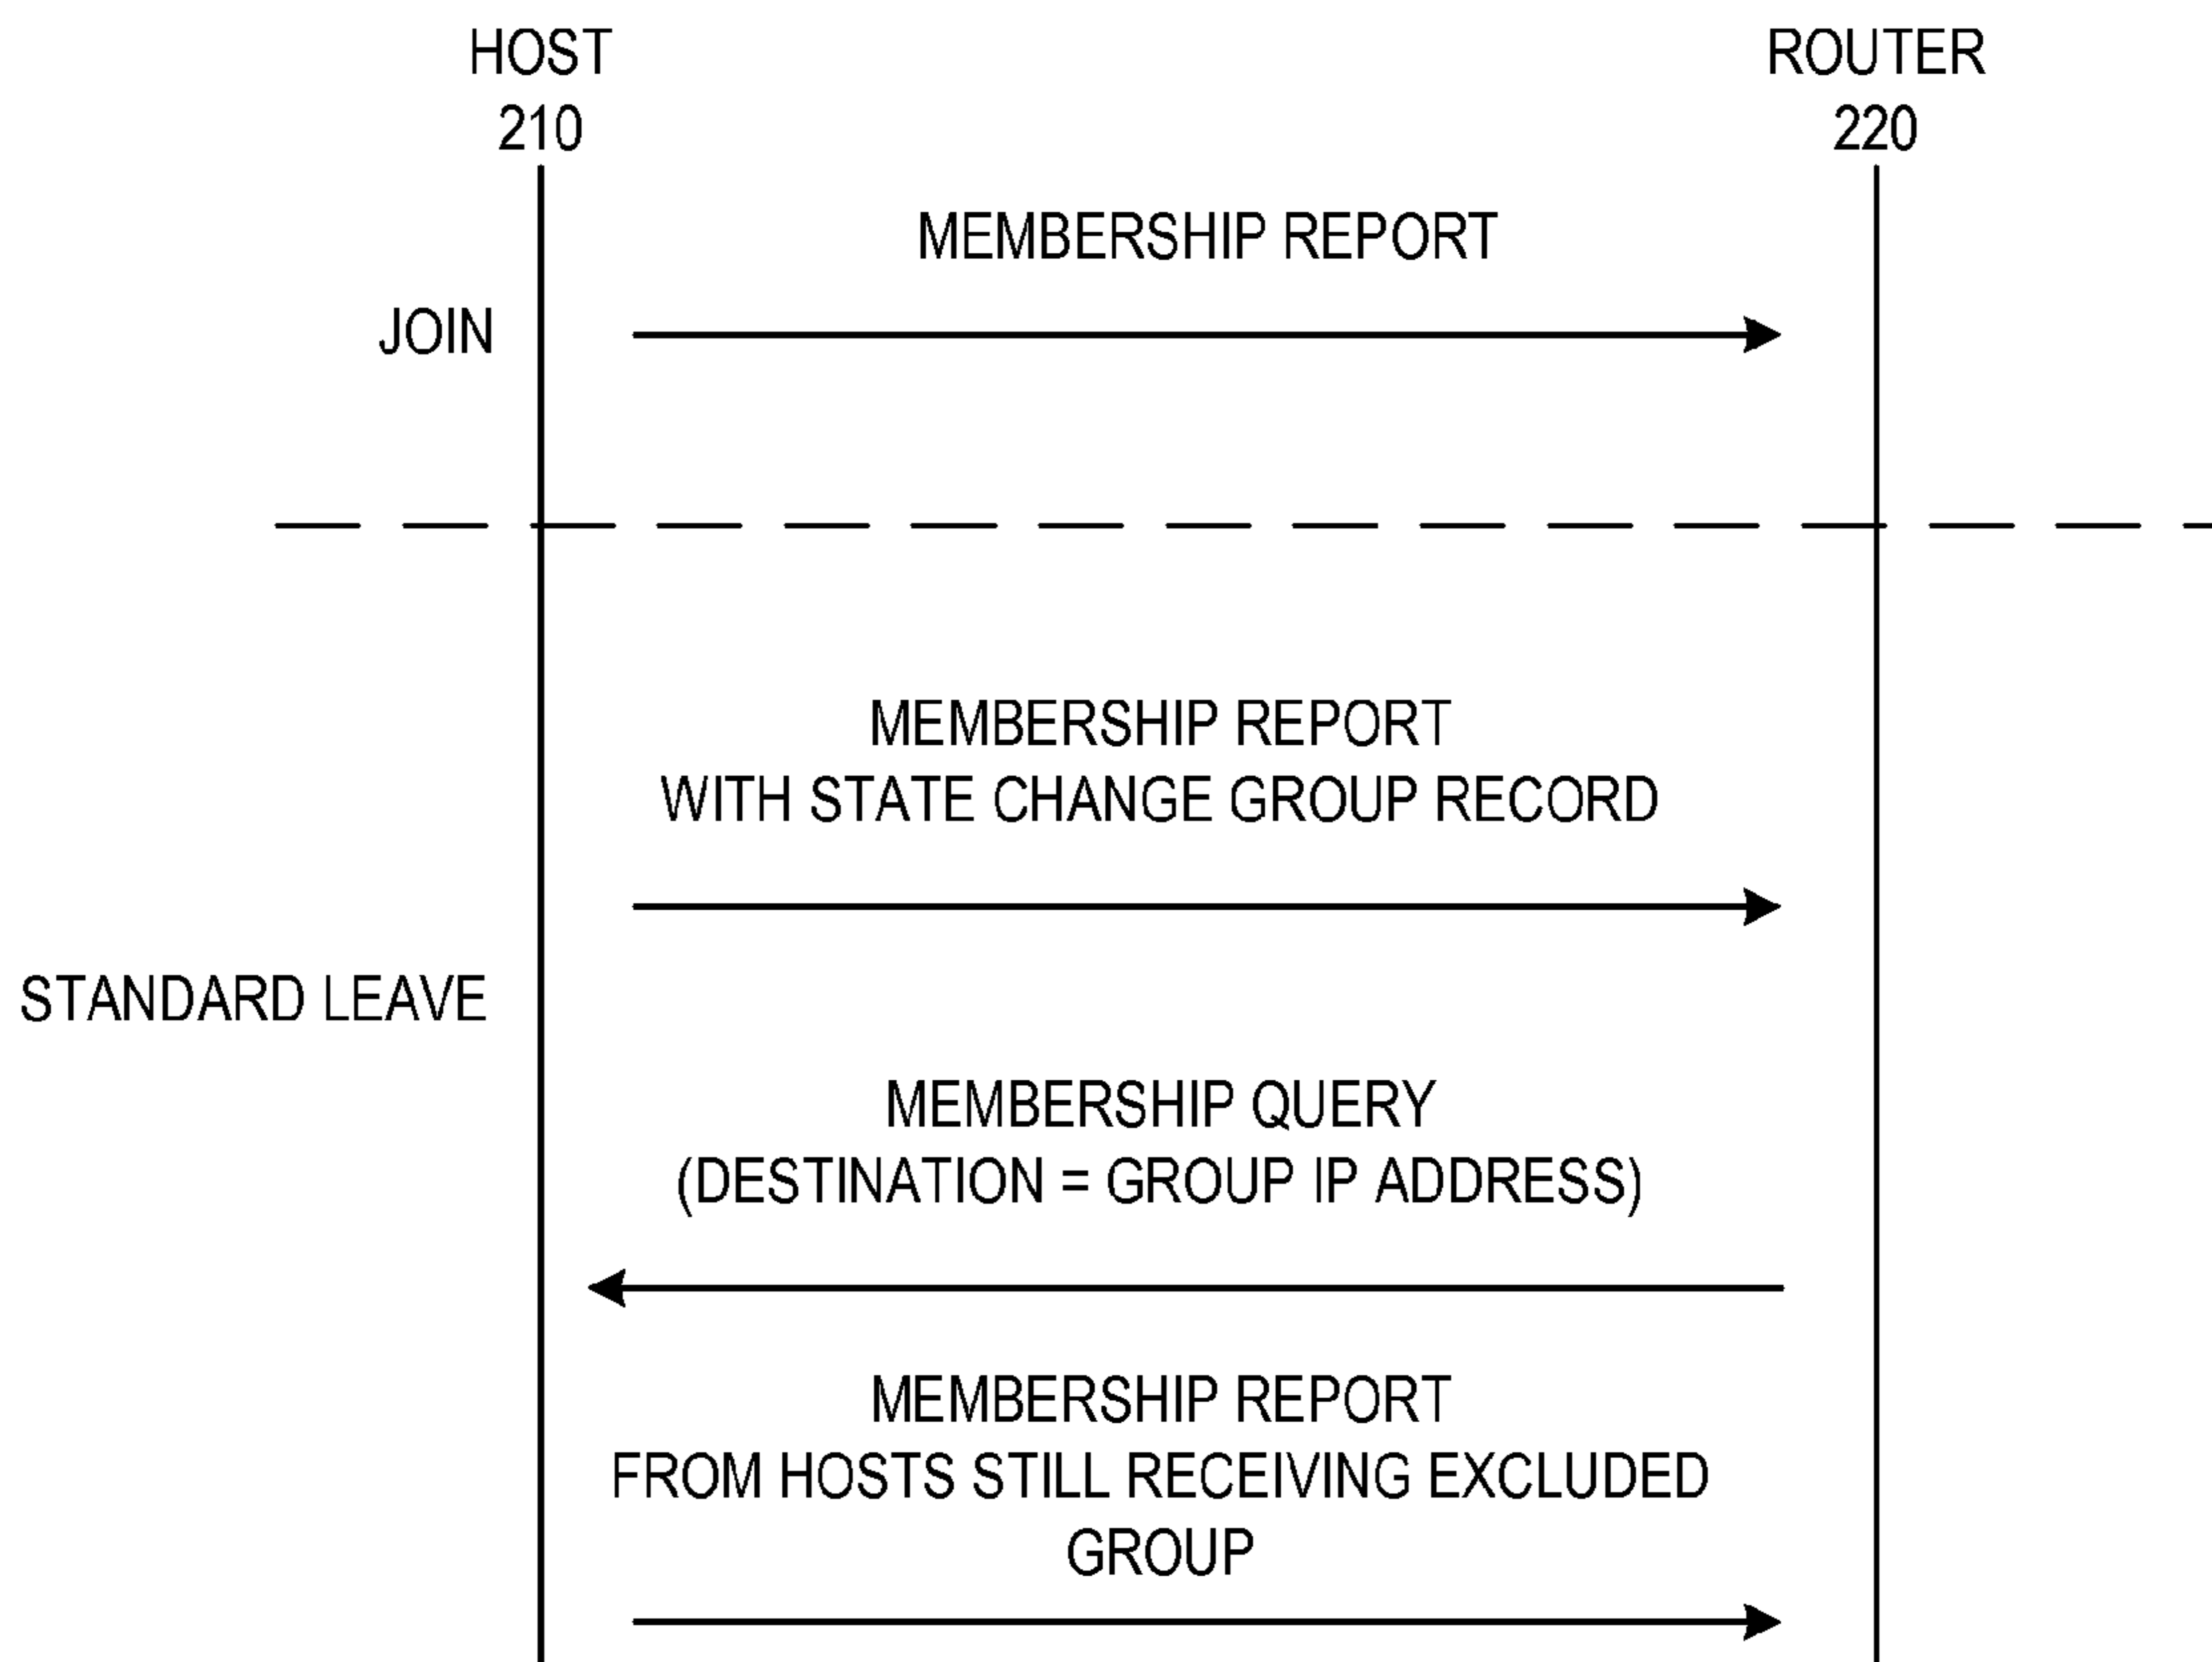 HOST
210
ROUTER
220
MEMBERSHIP REPORT
JOIN
MEMBERSHIP REPORT
WITH STATE CHANGE GROUP RECORD
STANDARD LEAVE
MEMBERSHIP QUERY
(DESTINATION = GROUP IP ADDRESS)
MEMBERSHIP REPORT
FROM HOSTS STILL RECEIVING EXCLUDED
GROUP